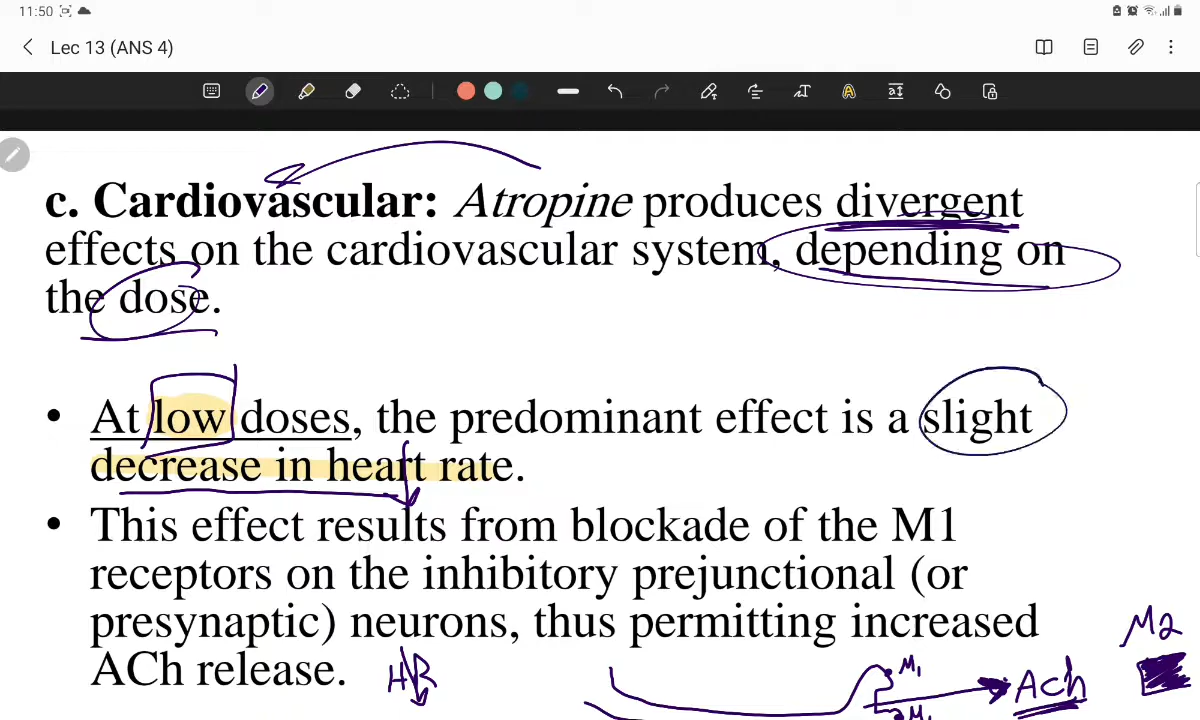 11:50
Lec 13 (ANS 4)
c. Cardiovascular: Atropine produces divergent
effects on the cardiovascular system, depending on
the dose.
• At low doses, the predominant effect is a slight
decrease in heart rate.
• This effect results from blockade of the M1
receptors on the inhibitory prejunctional (or
presynaptic) neurons, thus permitting increased
ACh release.
M2
HR
M1
Ach